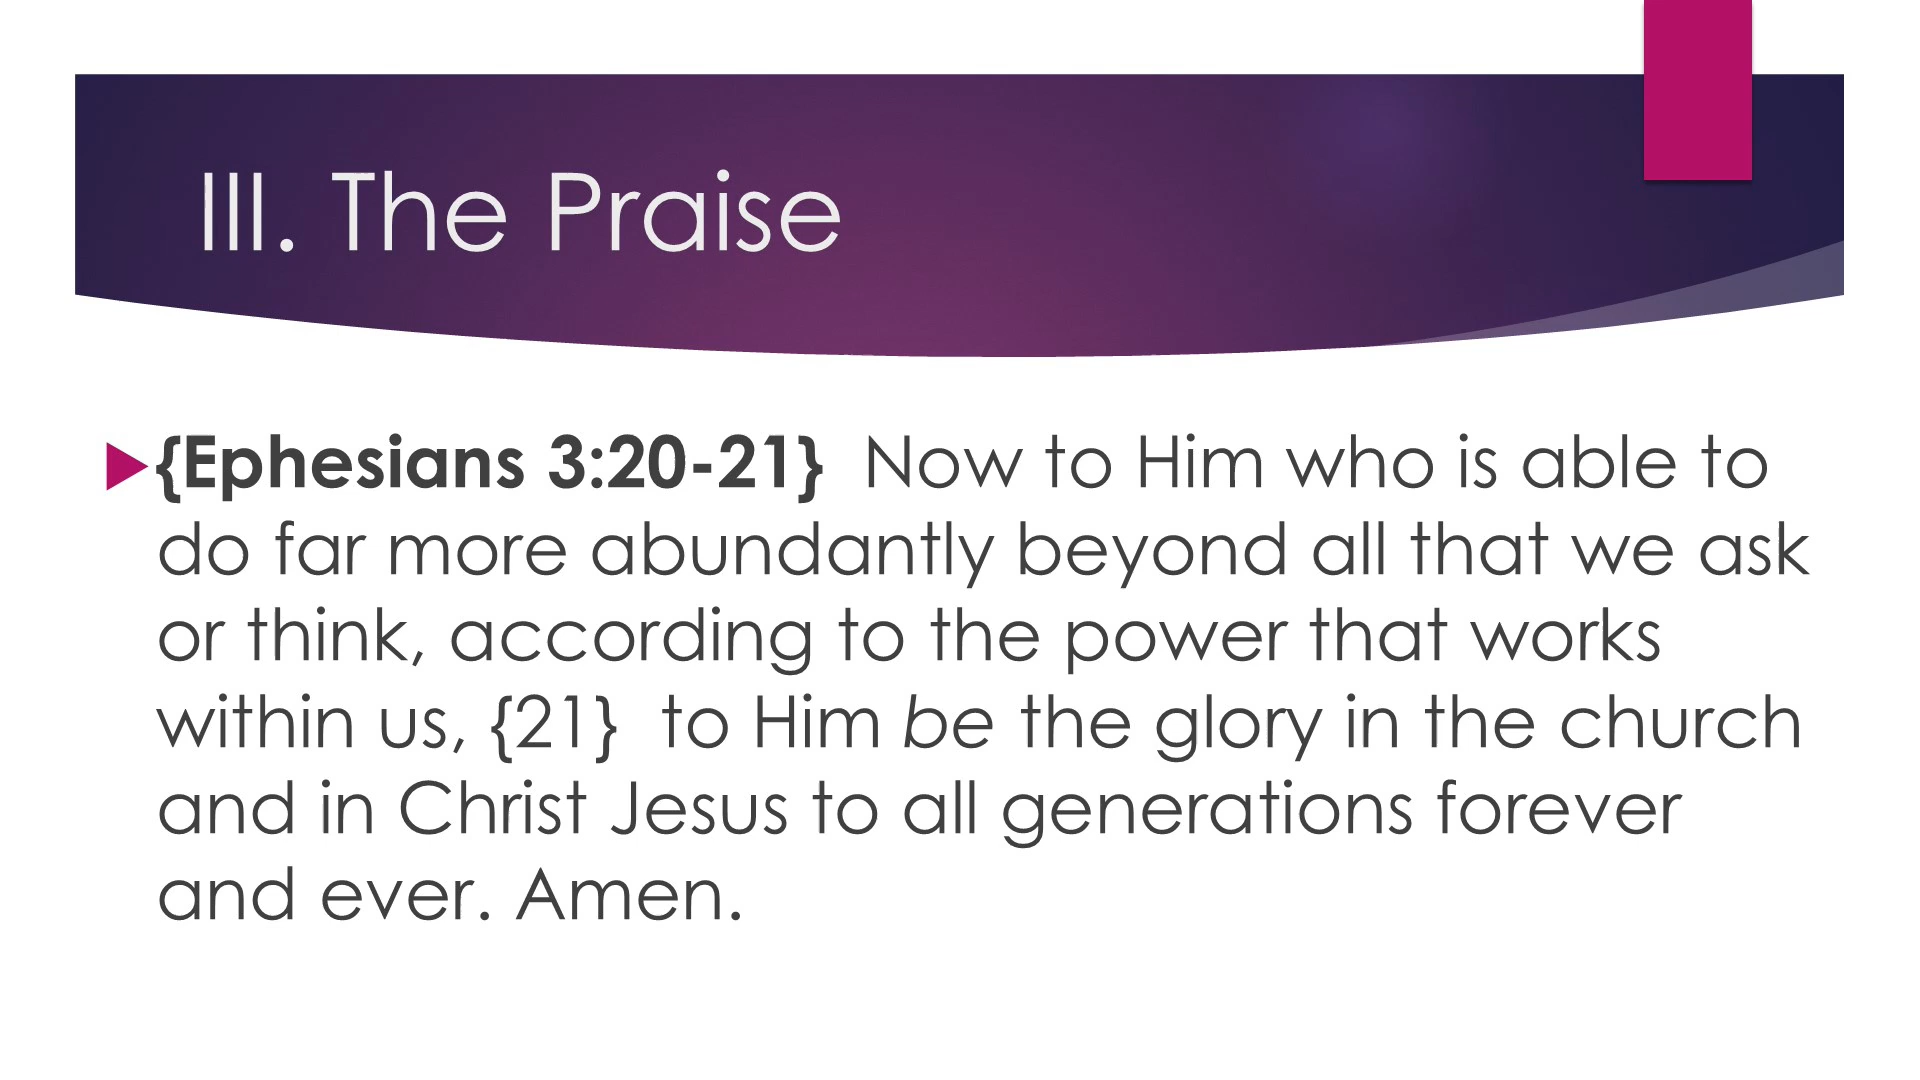 III. The Praise
{Ephesians 3:20-21}  Now to Him who is able to
do far more abundantly beyond all that we ask
or think, according to the power that works
within us, {21}  to Him be the glory in the church
and in Christ Jesus to all generations forever
and ever. Amen.